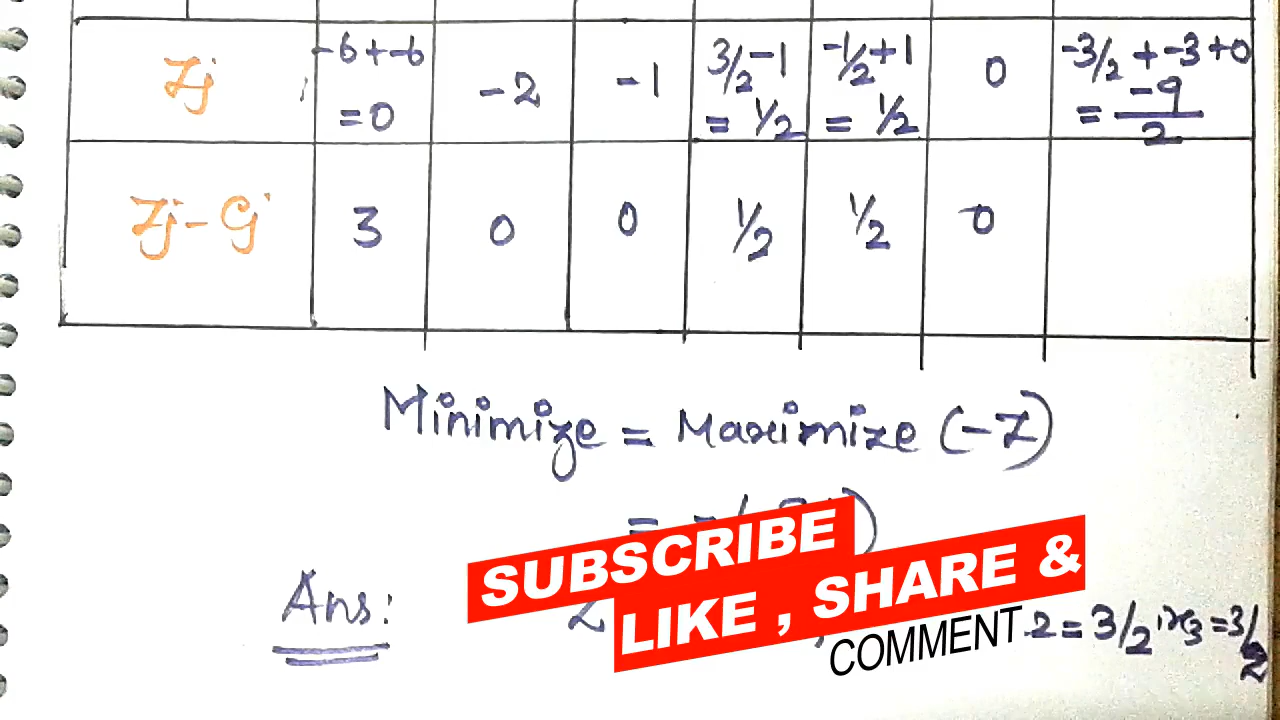 Zj -6+-6 =0 -2 -1 3/2-1 = 1/2 -1/2+1 = 1/2 0 -3/2 + -3+0 = -9/2
Zj - Cj 3 0 0 1/2 1/2 0
Minimize = Maximize (-Z)
=
SUBSCRIBE
LIKE , SHARE &
COMMENT
Ans: 2 = 3/2 , x3 = 3/2